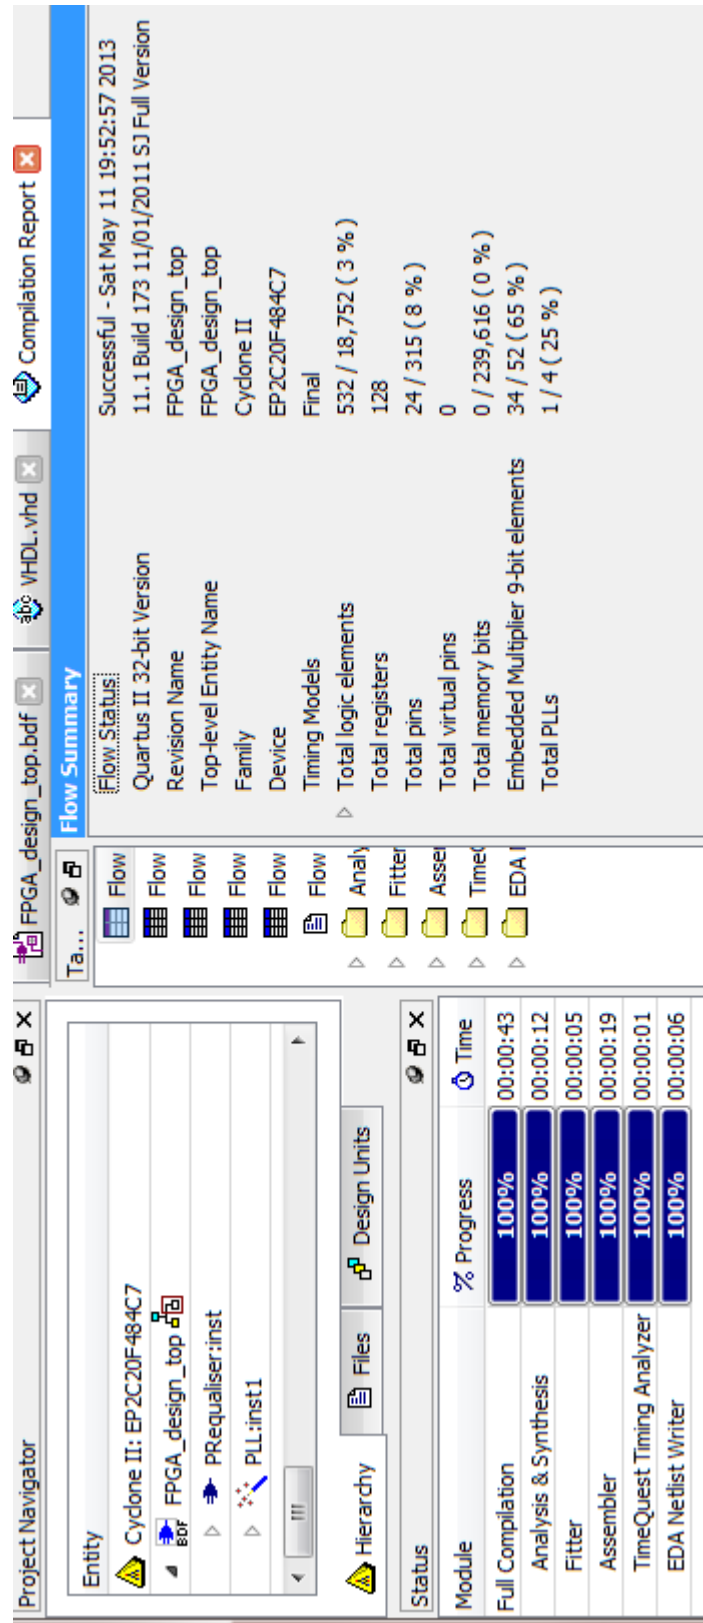 Project Navigator
Entity
Cyclone II: EP2C20F484C7
BDF FPGA_design_top
PRequaliser:inst
PLL:inst1
Hierarchy Files Design Units
Status
Module % Progress Time
Full Compilation 100% 00:00:43
Analysis & Synthesis 100% 00:00:12
Fitter 100% 00:00:05
Assembler 100% 00:00:19
TimeQuest Timing Analyzer 100% 00:00:01
EDA Netlist Writer 100% 00:00:06
FPGA_design_top.bdf abc VHDL.vhd Compilation Report
Ta...
Flow
Flow
Flow
Flow
Flow
Flow
Analy
Fitter
Asser
Time
EDA
Flow Summary
Flow Status Successful - Sat May 11 19:52:57 2013
Quartus II 32-bit Version 11.1 Build 173 11/01/2011 SJ Full Version
Revision Name FPGA_design_top
Top-level Entity Name FPGA_design_top
Family Cyclone II
Device EP2C20F484C7
Timing Models Final
Total logic elements 532 / 18,752 ( 3 % )
Total registers 128
Total pins 24 / 315 ( 8 % )
Total virtual pins 0
Total memory bits 0 / 239,616 ( 0 % )
Embedded Multiplier 9-bit elements 34 / 52 ( 65 % )
Total PLLs 1 / 4 ( 25 % )